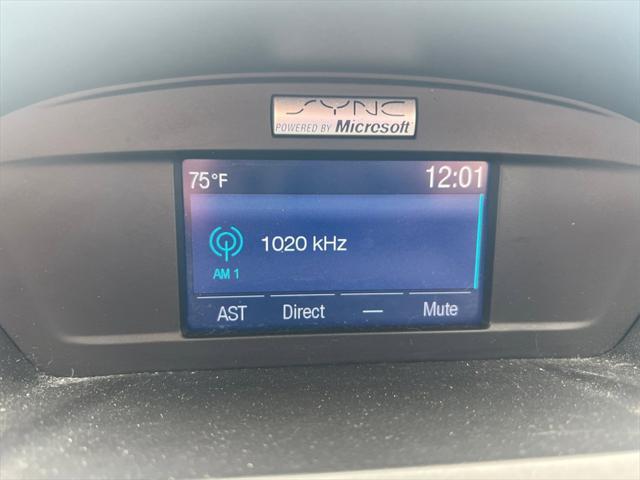 SYNC
POWERED BY Microsoft
75°F 12:01
1020 kHz
AM 1
AST Direct — Mute